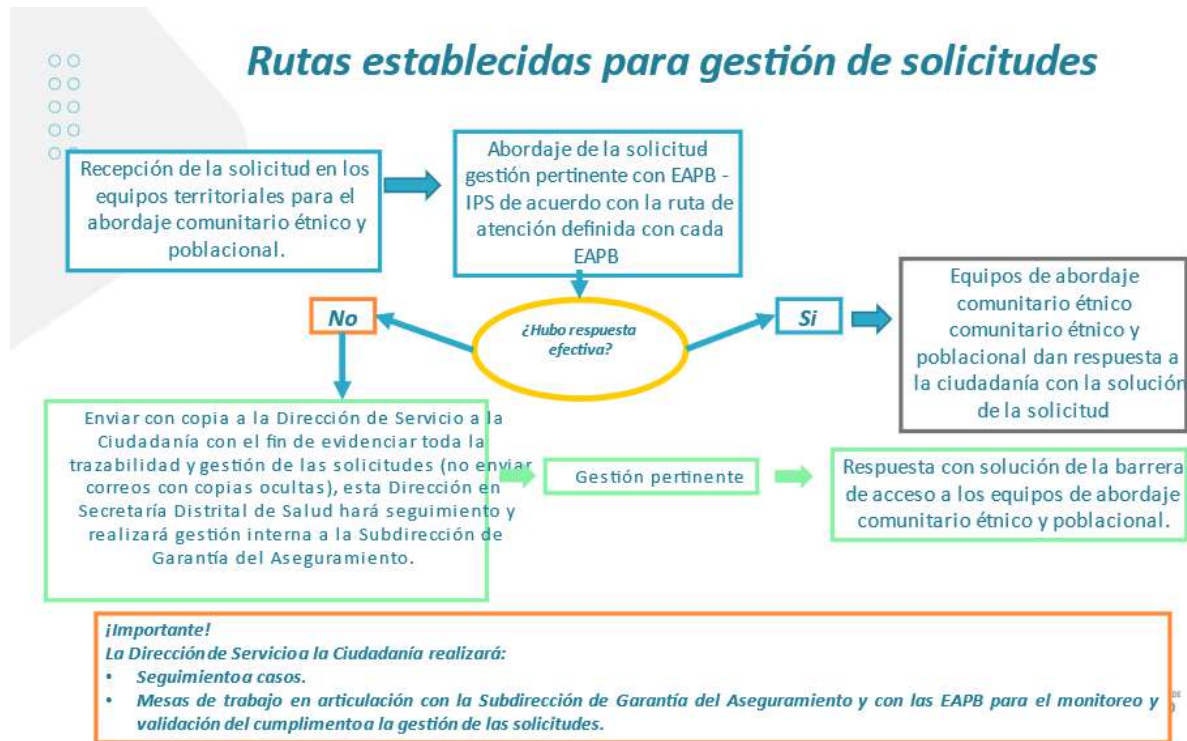 Rutas establecidas para gestión de solicitudes
Recepción de la solicitud en los
equipos territoriales para el
abordaje comunitario étnico y
poblacional.
Abordaje de la solicitud
gestión pertinente con EAPB -
IPS de acuerdo con la ruta de
atención definida con cada
EAPB
¿Hubo respuesta
efectiva?
No
Si
Equipos de abordaje
comunitario étnico
comunitario étnico y
poblacional dan respuesta a
la ciudadanía con la solución
de la solicitud
Enviar con copia a la Dirección de Servicio a la
Ciudadanía con el fin de evidenciar toda la
trazabilidad y gestión de las solicitudes (no enviar
correos con copias ocultas), esta Dirección en
Secretaría Distrital de Salud hará seguimiento y
realizará gestión interna a la Subdirección de
Garantía del Aseguramiento.
Gestión pertinente
Respuesta con solución de la barrera
de acceso a los equipos de abordaje
comunitario étnico y poblacional.
¡Importante!
La Dirección de Servicio a la Ciudadanía realizará:
• Seguimiento a casos.
• Mesas de trabajo en articulación con la Subdirección de Garantía del Aseguramiento y con las EAPB para el monitoreo y
validación del cumplimento a la gestión de las solicitudes.